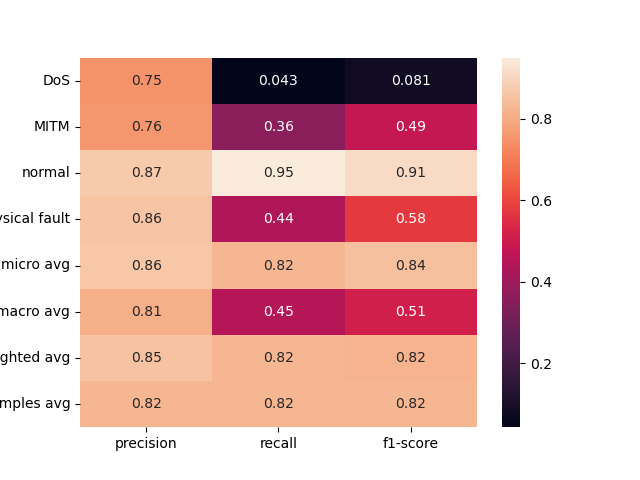 DoS 0.75 0.043 0.081
MITM 0.76 0.36 0.49
normal 0.87 0.95 0.91
ysical fault 0.86 0.44 0.58
micro avg 0.86 0.82 0.84
macro avg 0.81 0.45 0.51
ghted avg 0.85 0.82 0.82
mples avg 0.82 0.82 0.82
precision recall f1-score
0.8
0.6
0.4
0.2